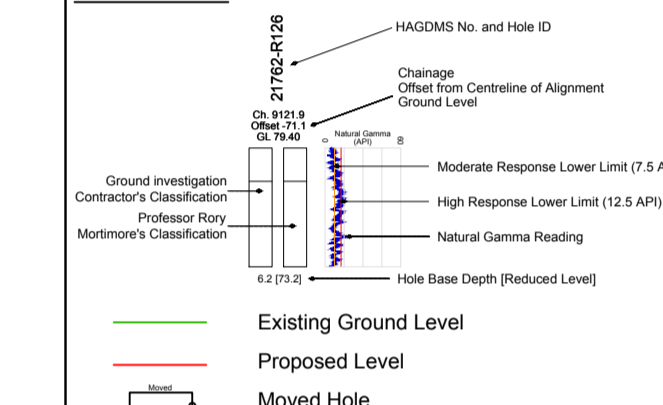 21762-R126
HAGDMS No. and Hole ID
Chainage
Offset from Centreline of Alignment
Ground Level
Ch. 9121.9
Offset -71.1
GL 79.40
Natural Gamma
(API)
0
60
Moderate Response Lower Limit (7.5 A
High Response Lower Limit (12.5 API)
Natural Gamma Reading
Ground investigation
Contractor's Classification
Professor Rory
Mortimore's Classification
6.2 [73.2]
Hole Base Depth [Reduced Level]
Existing Ground Level
Proposed Level
Moved
Moved Hole